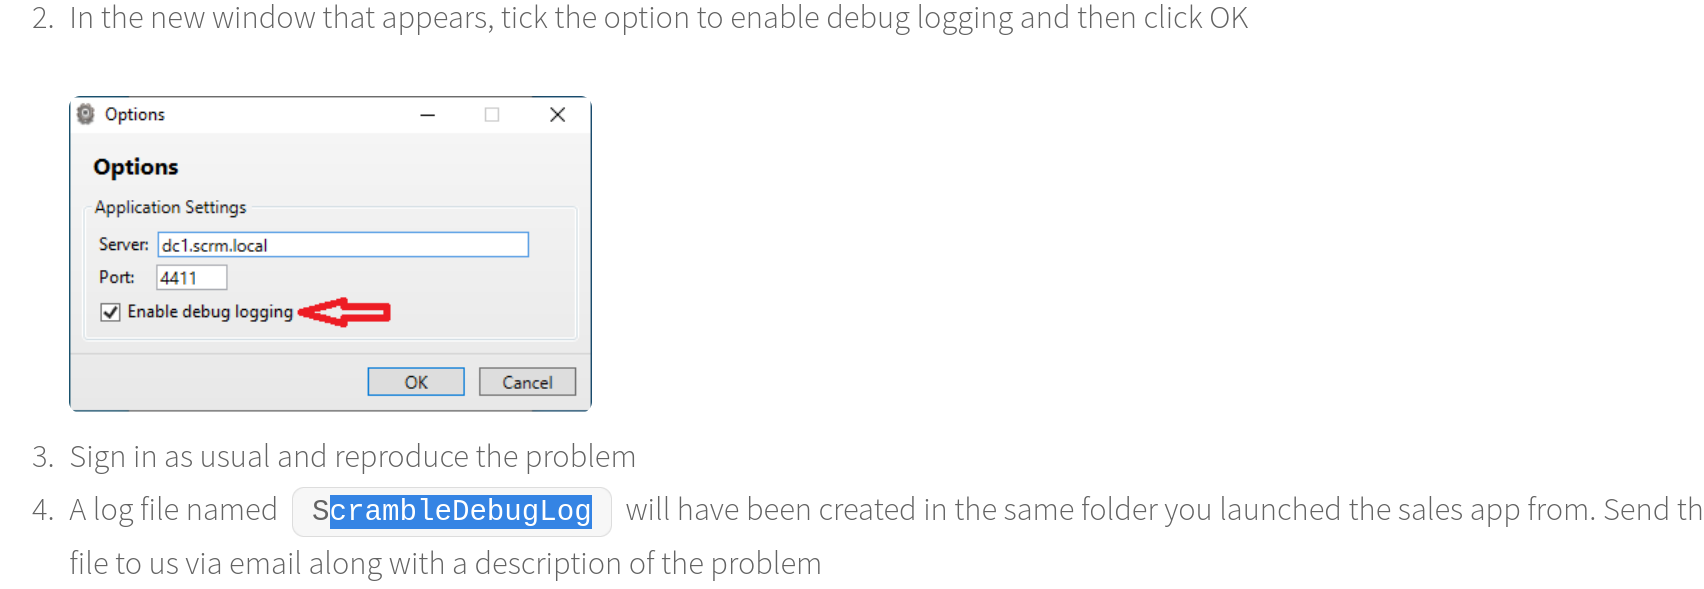 2. In the new window that appears, tick the option to enable debug logging and then click OK
Options
Options
Application Settings
Server: dc1.scrm.local
Port: 4411
Enable debug logging
OK Cancel
3. Sign in as usual and reproduce the problem
4. A log file named ScrambleDebugLog will have been created in the same folder you launched the sales app from. Send th
file to us via email along with a description of the problem